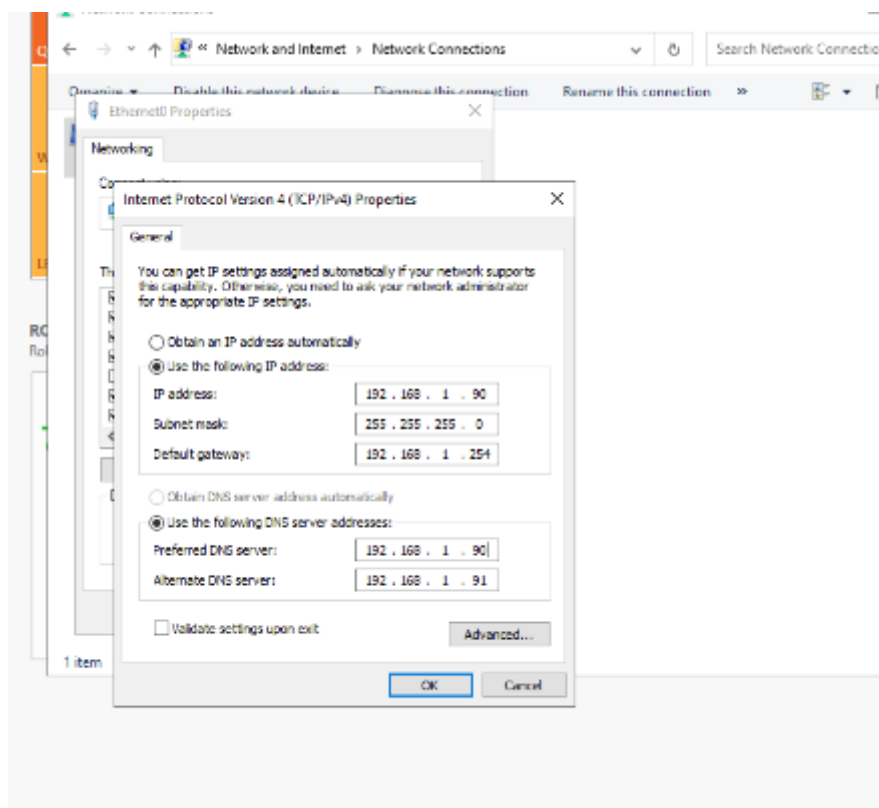 Network and Internet > Network Connections
Search Network Connectio
Organize
Disable this network device
Diagnose this connection
Rename this connection
»
Ethernet0 Properties
Networking
Internet Protocol Version 4 (TCP/IPv4) Properties
General
You can get IP settings assigned automatically if your network supports
this capability. Otherwise, you need to ask your network administrator
for the appropriate IP settings.
Obtain an IP address automatically
Use the following IP address:
IP address: 192 . 168 . 1 . 90
Subnet mask: 255 . 255 . 255 . 0
Default gateway: 192 . 168 . 1 . 254
Obtain DNS server address automatically
Use the following DNS server addresses:
Preferred DNS server: 192 . 168 . 1 . 90
Alternate DNS server: 192 . 168 . 1 . 91
Validate settings upon exit
Advanced...
1 item
OK
Cancel